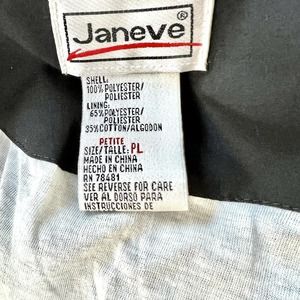 Janeve®
SHELL:
100%POLYESTER/
POLIESTER
LINING:
65%POLYESTER/
POLIESTER
35%COTTON/ALGODON
PETITE
SIZE/TALLE: PL
MADE IN CHINA
HECHO EN CHINA
RN 78481
SEE REVERSE FOR CARE
VER AL DORSO PARA
INSTRUCCIONES DE